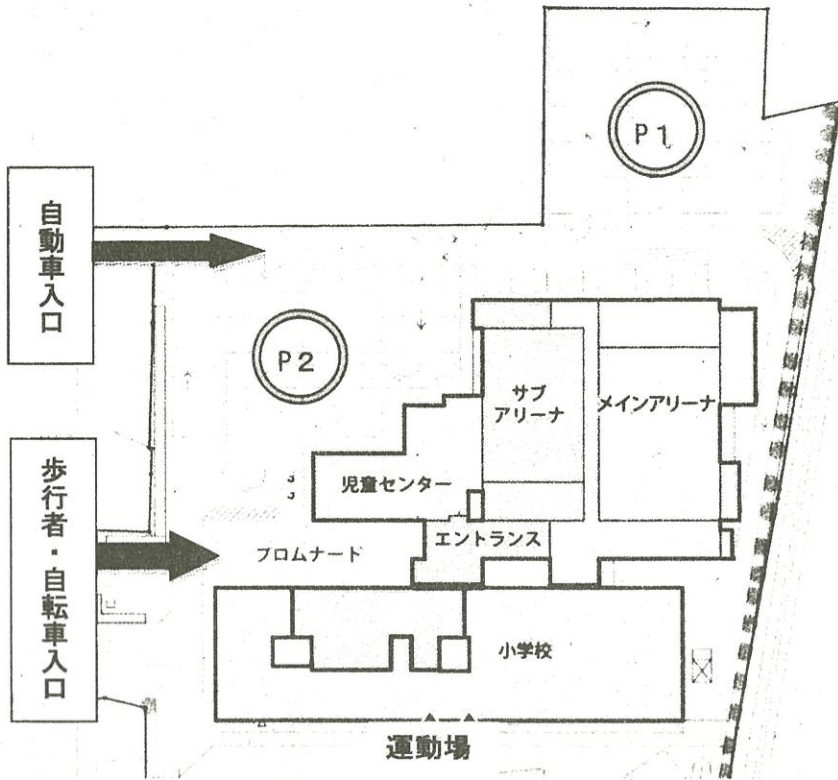 P1
自動車入口
P2
サブ
アリーナ
メインアリーナ
児童センター
歩行者・自転車入口
エントランス
プロムナード
小学校
運動場